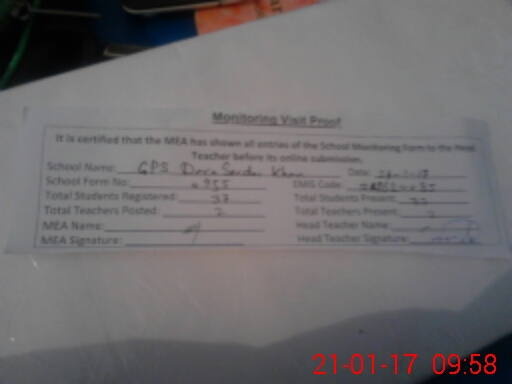 Monitoring Visit Proof
It is certified that the MEA has shown all entries of the School Monitoring Form to the Head
Teacher before its online submission.
School Name: GPS Dera Sardar Khan Date:
School Form No: EMIS Code:
Total Students Registered: 37 Total Students Present:
Total Teachers Posted: 2 Total Teachers Present:
MEA Name: Head Teacher Name:
MEA Signature: Head Teacher Signature:
21-01-17 09:58